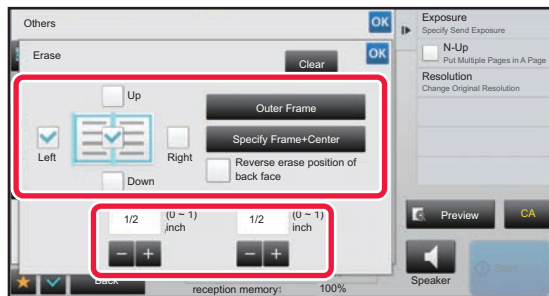 Others
OK
Erase
OK
Clear
Up
Outer Frame
Specify Frame+Center
Left
Right
Reverse erase position of
back face
Down
1/2
(0 ~ 1)
inch
1/2
(0 ~ 1)
inch
Back
reception memory:
100%
Exposure
Specify Send Exposure
N-Up
Put Multiple Pages in A Page
Resolution
Change Original Resolution
Preview
CA
Speaker
Start